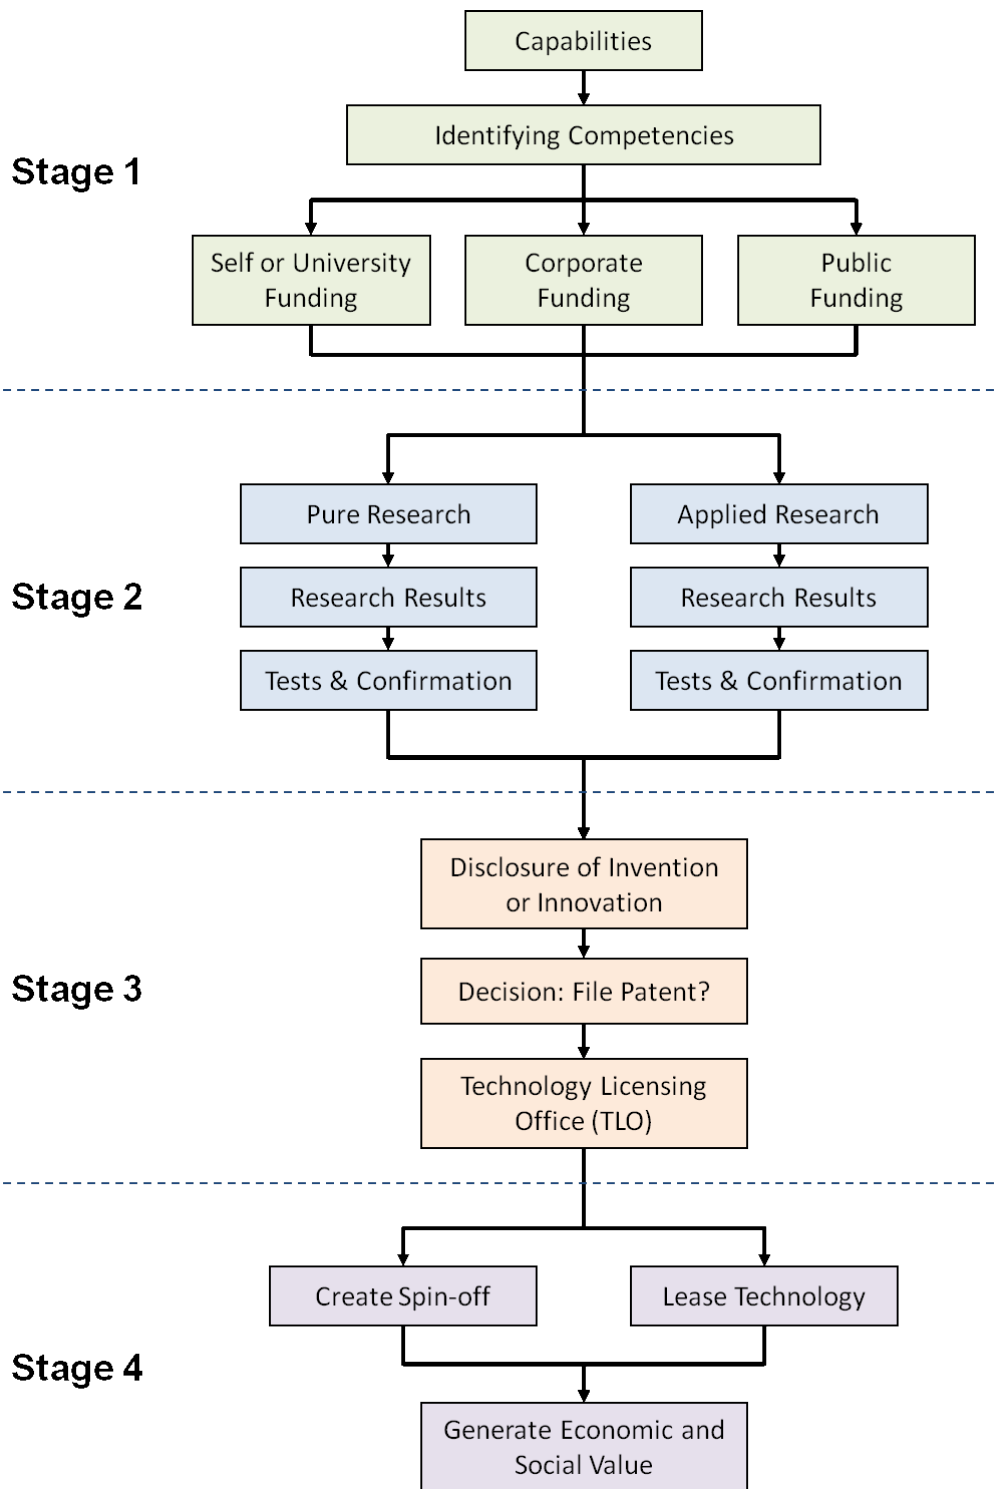 Capabilities
Identifying Competencies
Stage 1
Self or University
Funding
Corporate
Funding
Public
Funding
Pure Research
Applied Research
Stage 2
Research Results
Research Results
Tests & Confirmation
Tests & Confirmation
Disclosure of Invention
or Innovation
Stage 3
Decision: File Patent?
Technology Licensing
Office (TLO)
Create Spin-off
Lease Technology
Stage 4
Generate Economic and
Social Value